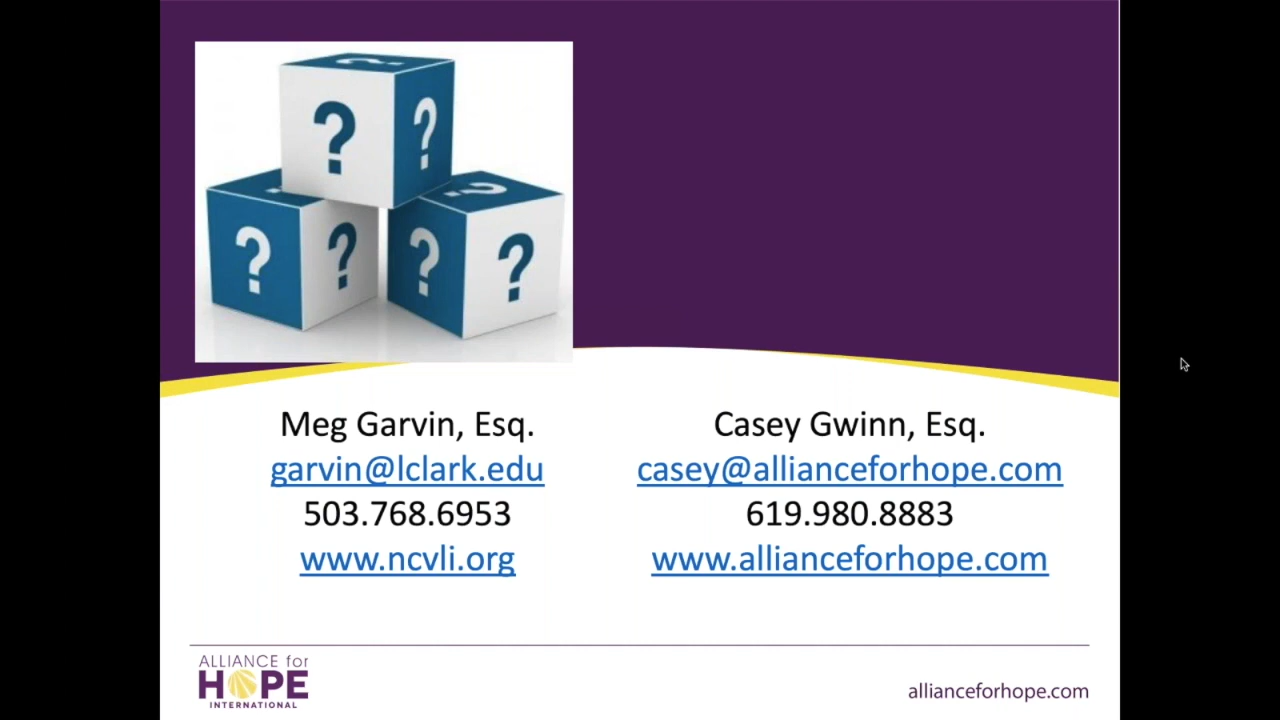 ?
?
?
?
?
?
?
?
Meg Garvin, Esq.
garvin@lclark.edu
503.768.6953
www.ncvli.org
Casey Gwinn, Esq.
casey@allianceforhope.com
619.980.8883
www.allianceforhope.com
ALLIANCE for
HOPE
INTERNATIONAL
allianceforhope.com